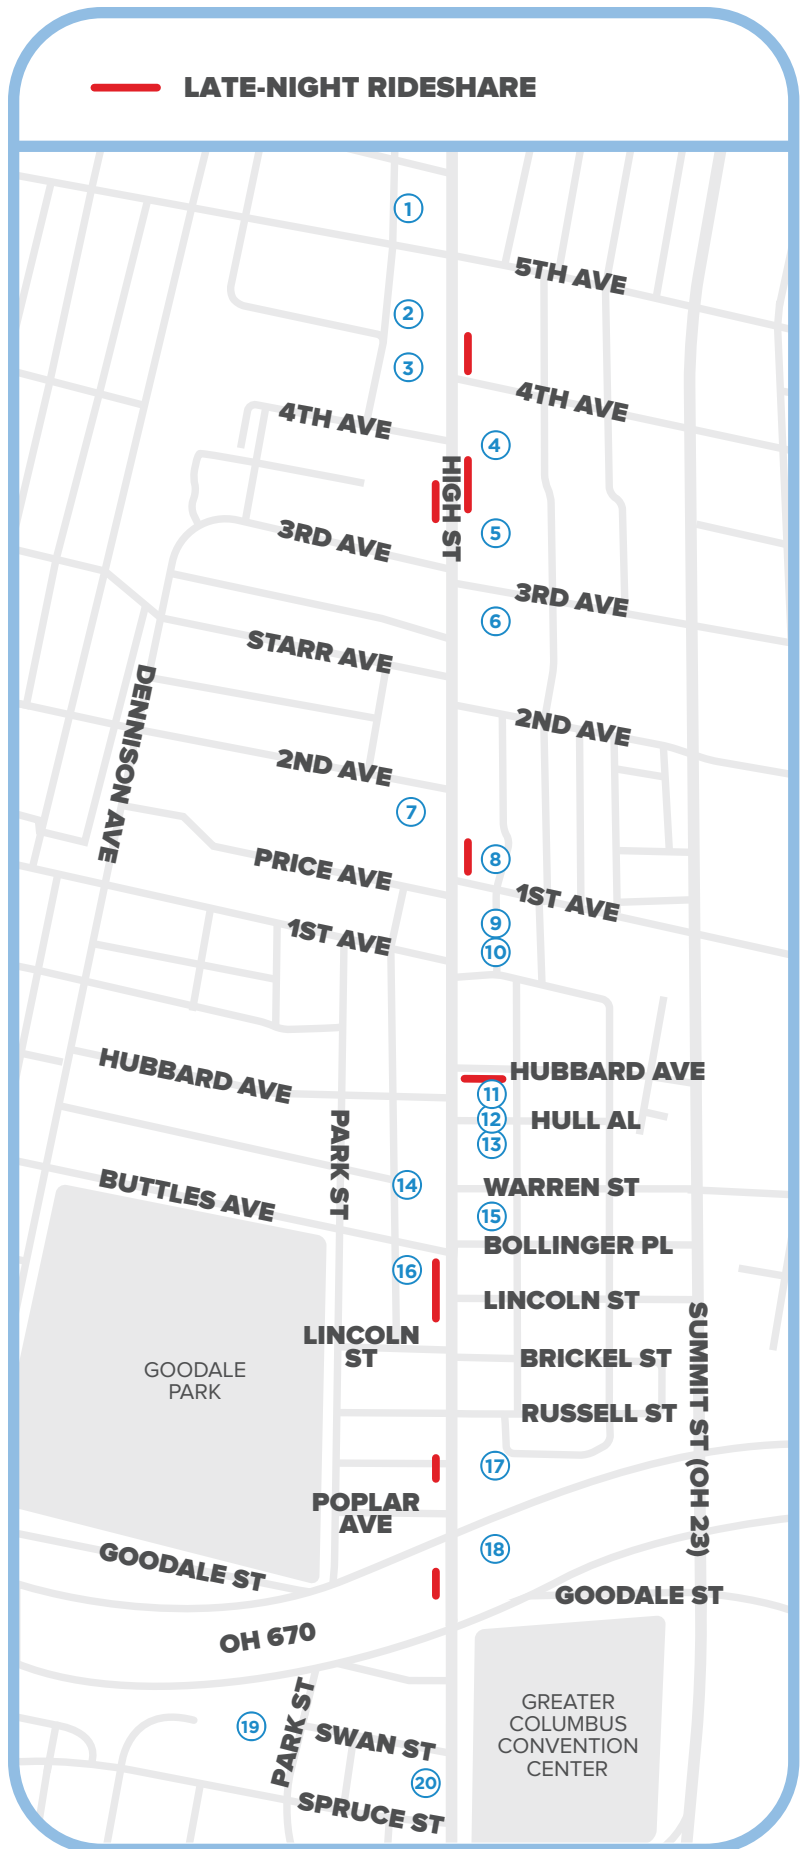 LATE-NIGHT RIDESHARE
1
5TH AVE
2
3
4TH AVE
4TH AVE
4
HIGH ST
3RD AVE
5
3RD AVE
6
STARR AVE
DENNISON AVE
2ND AVE
2ND AVE
7
PRICE AVE
8
1ST AVE
1ST AVE
9
10
HUBBARD AVE
HUBBARD AVE
11
12
HULL AL
13
PARK ST
BUTTLES AVE
14
WARREN ST
15
BOLLINGER PL
16
LINCOLN ST
LINCOLN
ST
SUMMIT ST (OH 23)
GOODALE
PARK
BRICKEL ST
RUSSELL ST
17
POPLAR
AVE
18
GOODALE ST
GOODALE ST
OH 670
PARK ST
19
SWAN ST
GREATER
COLUMBUS
CONVENTION
CENTER
20
SPRUCE ST